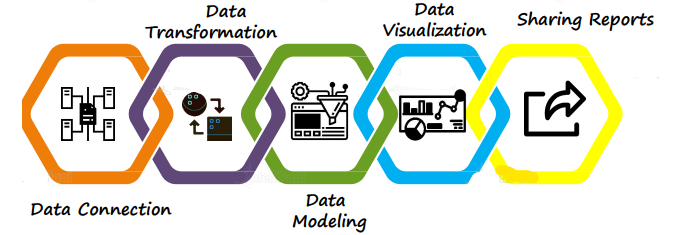 Data
Transformation
Data
Visualization
Sharing Reports
Data Connection
Data
Modeling